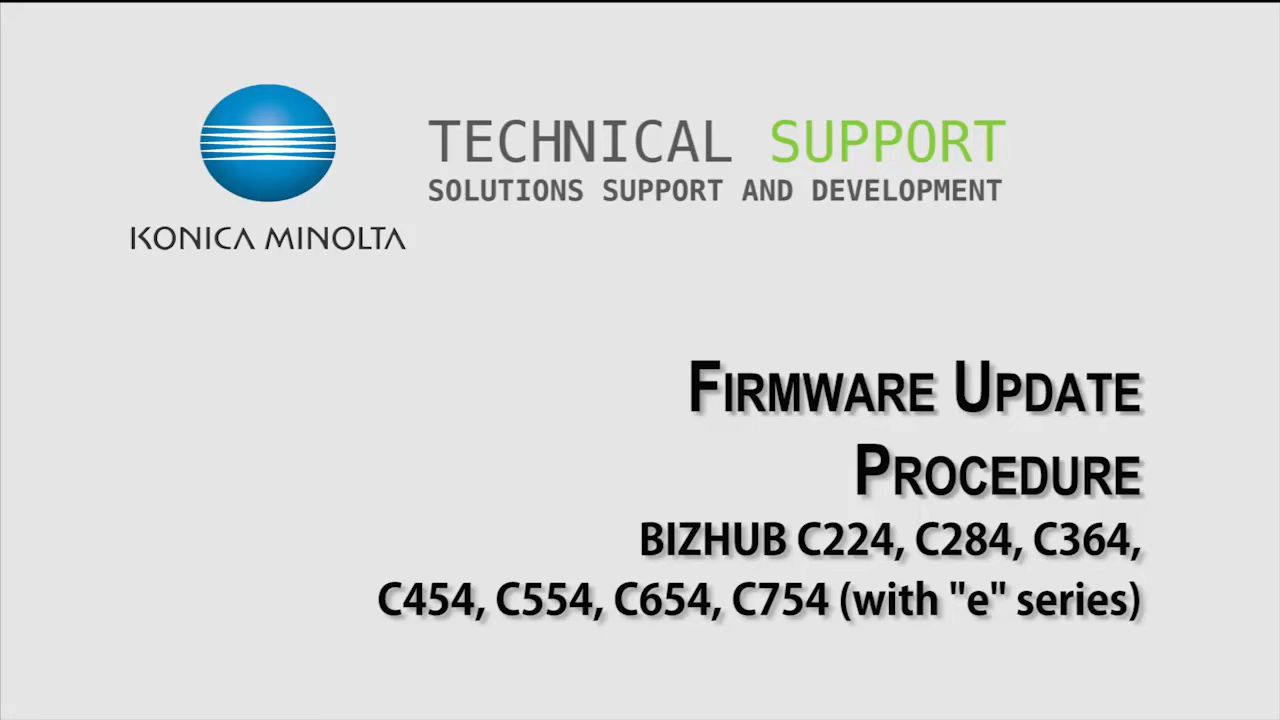 TECHNICAL SUPPORT
SOLUTIONS SUPPORT AND DEVELOPMENT
KONICA MINOLTA
FIRMWARE UPDATE
PROCEDURE
BIZHUB C224, C284, C364,
C454, C554, C654, C754 (with "e" series)